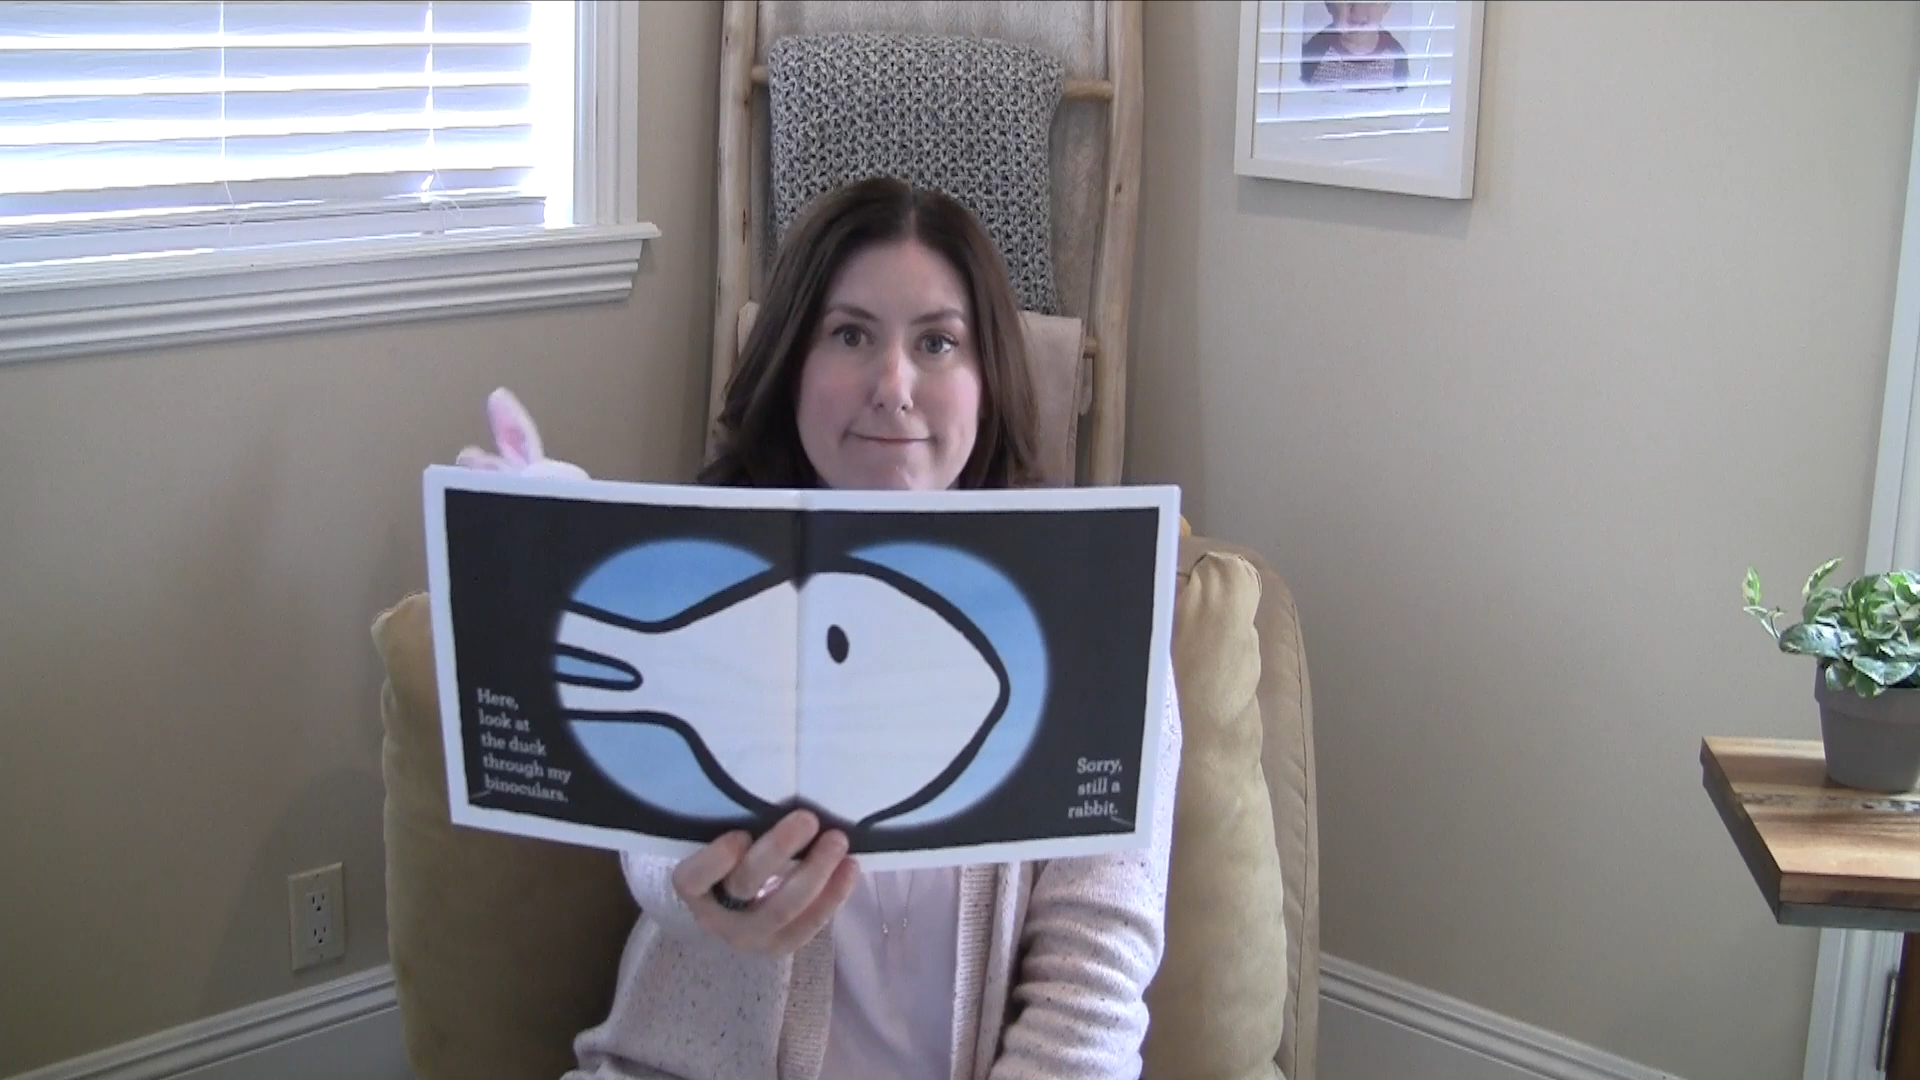 Here,
look at
the duck
through my
binoculars.
Sorry,
still a
rabbit.